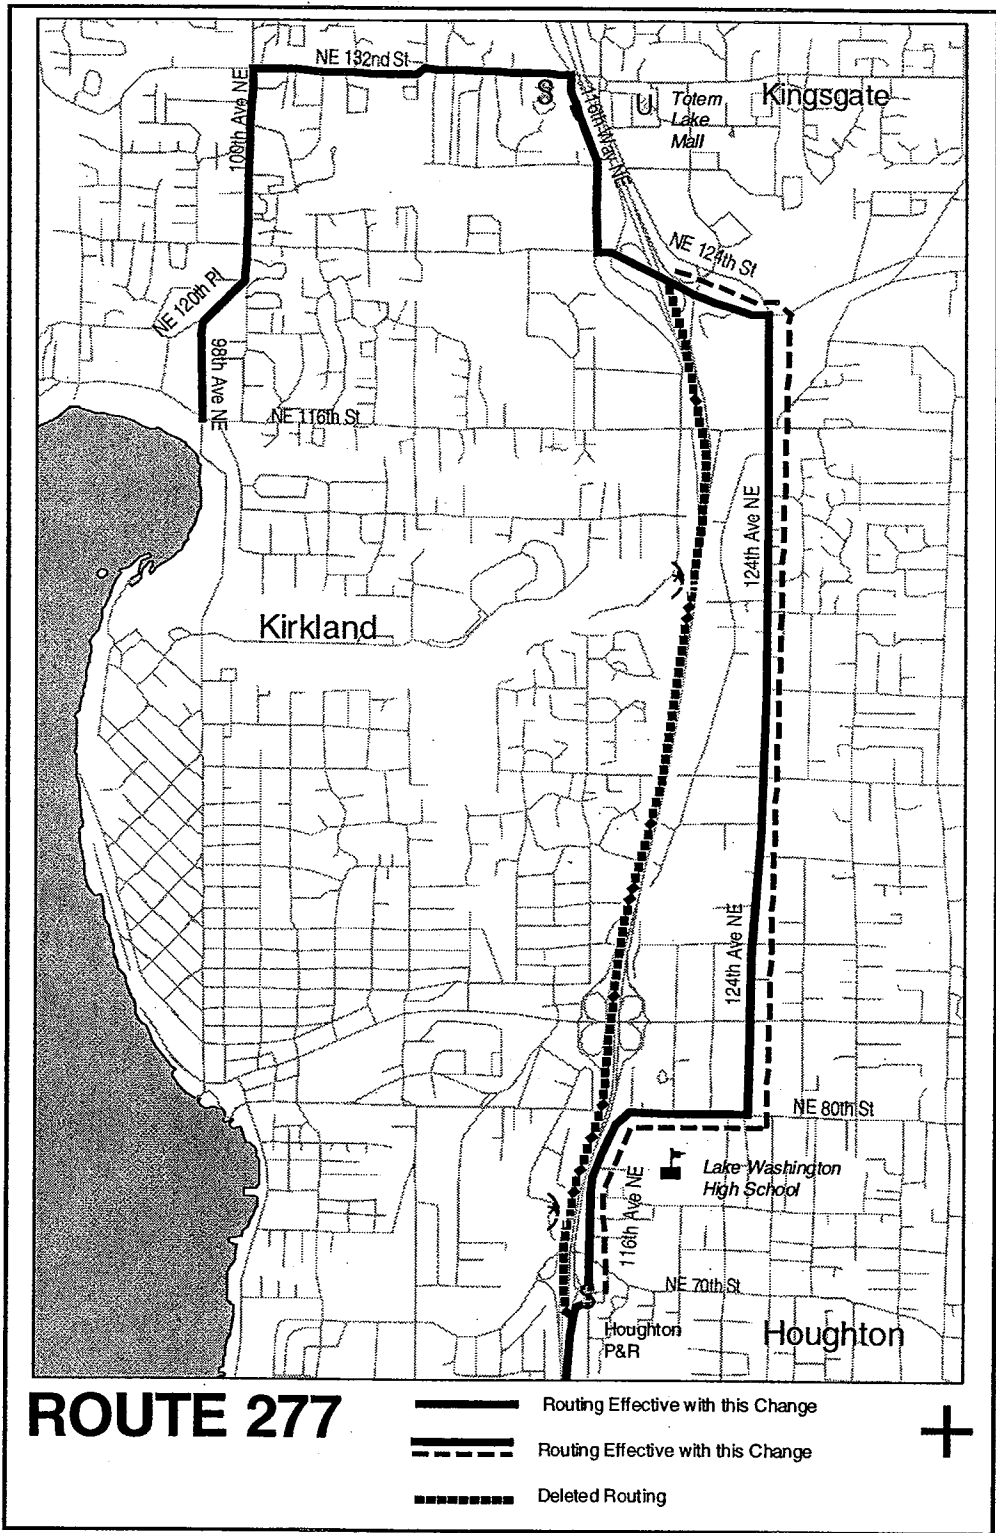 NE 132nd St
100th Ave NE
116th Way NE
Totem
Lake
Mall
Kingsgate
NE 124th St
NE 120th Pl
98th Ave NE
NE 116th St
124th Ave NE
Kirkland
124th Ave NE
NE 80th St
Lake Washington
High School
116th Ave NE
NE 70th St
Houghton
P&R
Houghton
ROUTE 277
Routing Effective with this Change
Routing Effective with this Change
Deleted Routing